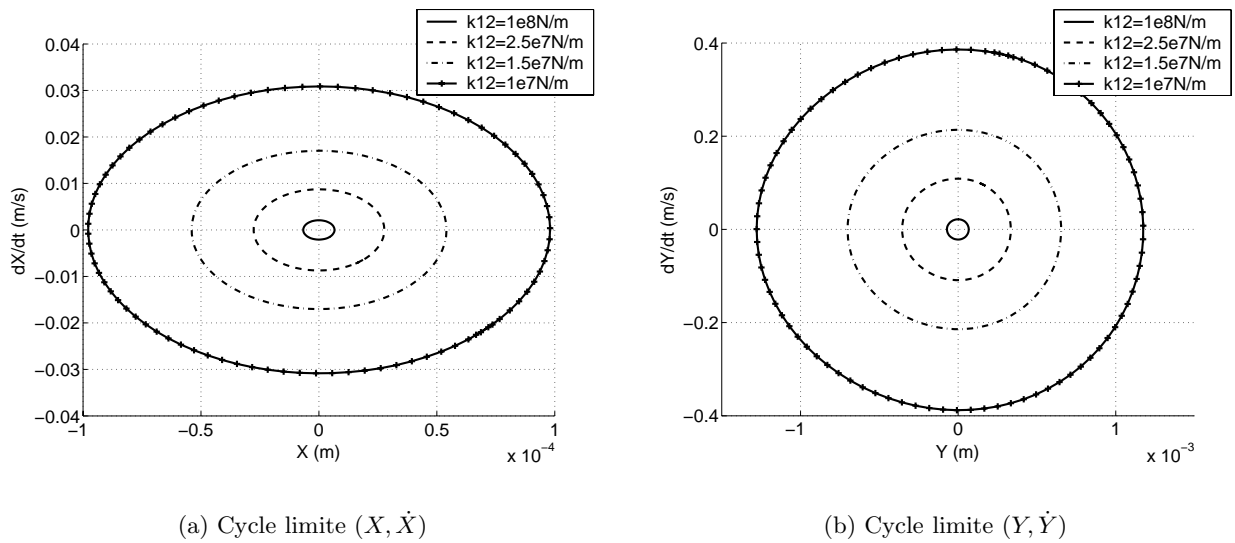 k12=1e8N/m
k12=2.5e7N/m
k12=1.5e7N/m
k12=1e7N/m
0.04
0.03
0.02
0.01
0
−0.01
−0.02
−0.03
−0.04
dX/dt (m/s)
−1
−0.5
0
0.5
1
X (m)
x 10−4
(a) Cycle limite (X, Ẋ)
k12=1e8N/m
k12=2.5e7N/m
k12=1.5e7N/m
k12=1e7N/m
0.4
0.2
0
−0.2
−0.4
dY/dt (m/s)
−1
0
1
Y (m)
x 10−3
(b) Cycle limite (Y, Ẏ)